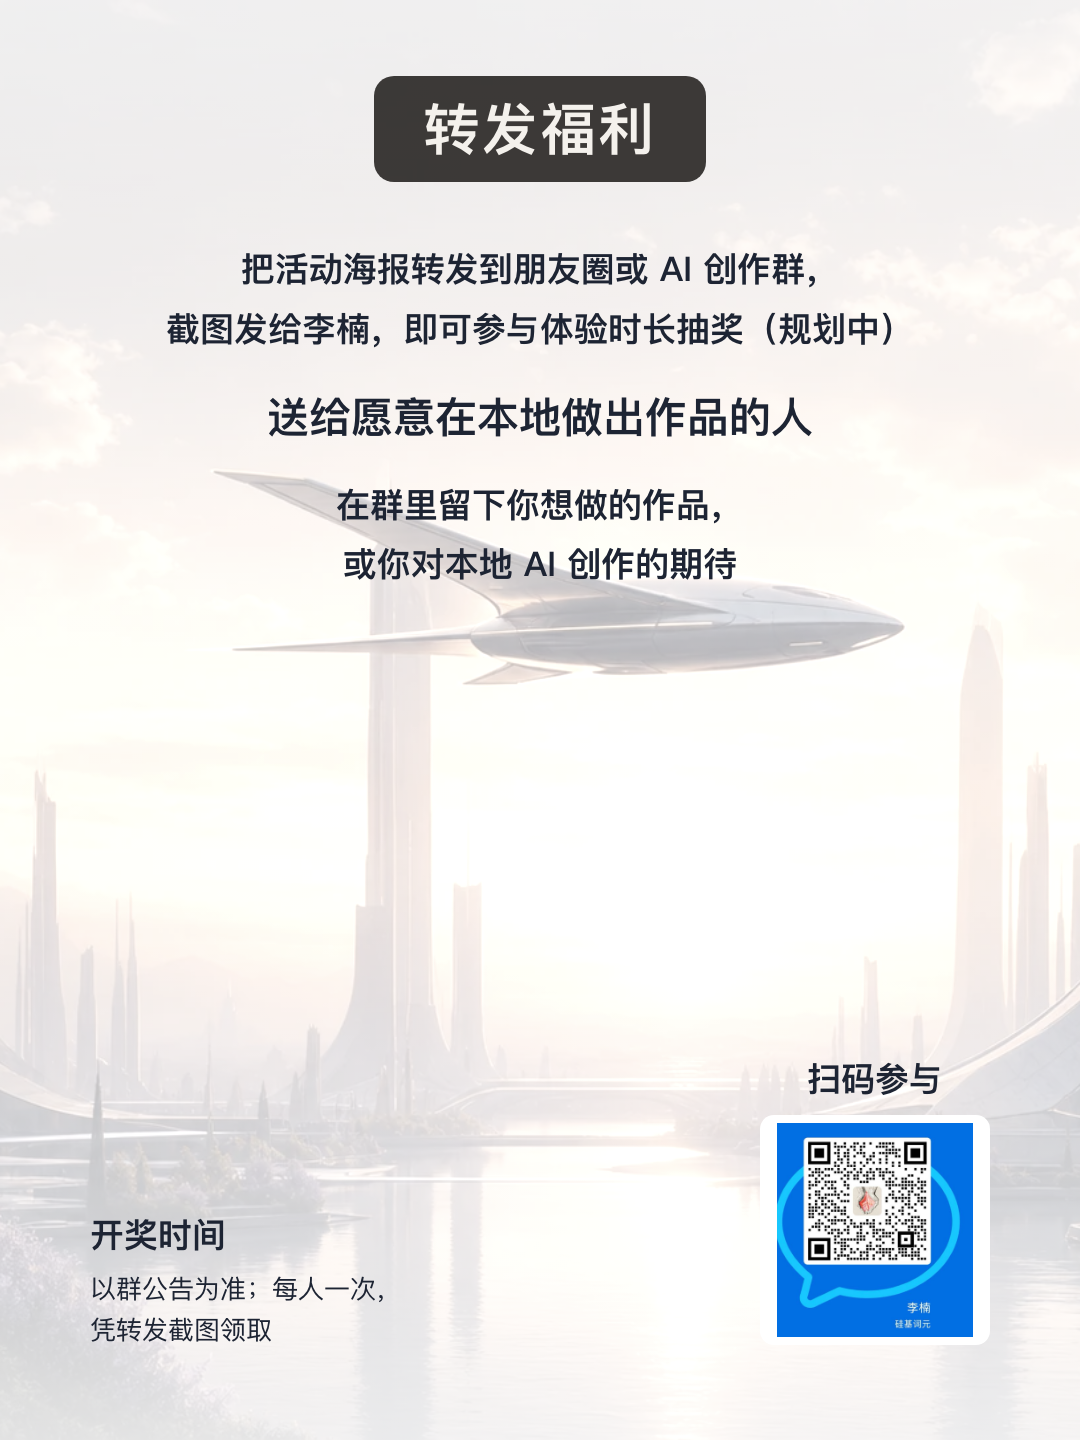 转发福利
把活动海报转发到朋友圈或 AI 创作群，
截图发给李楠，即可参与体验时长抽奖（规划中）
送给愿意在本地做出作品的人
在群里留下你想做的作品，
或你对本地 AI 创作的期待
扫码参与
李楠
硅基词元
开奖时间
以群公告为准；每人一次，
凭转发截图领取